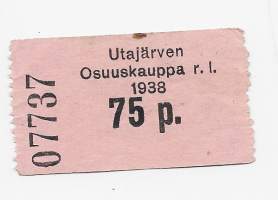 Utajärven
Osuuskauppa r. l.
1938
75 p.
07737